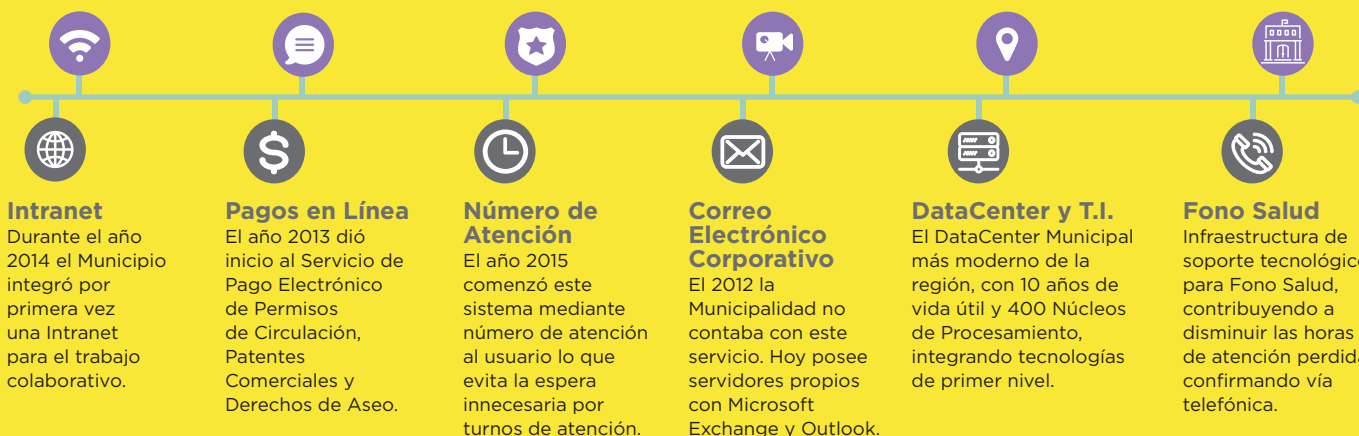 Intranet
Durante el año
2014 el Municipio
integró por
primera vez
una Intranet
para el trabajo
colaborativo.
Pagos en Línea
El año 2013 dió
inicio al Servicio de
Pago Electrónico
de Permisos
de Circulación,
Patentes
Comerciales y
Derechos de Aseo.
Número de
Atención
El año 2015
comenzó este
sistema mediante
número de atención
al usuario lo que
evita la espera
innecesaria por
turnos de atención.
Correo
Electrónico
Corporativo
El 2012 la
Municipalidad no
contaba con este
servicio. Hoy posee
servidores propios
con Microsoft
Exchange y Outlook.
DataCenter y T.I.
El DataCenter Municipal
más moderno de la
región, con 10 años de
vida útil y 400 Núcleos
de Procesamiento,
integrando tecnologías
de primer nivel.
Fono Salud
Infraestructura de
soporte tecnológico
para Fono Salud,
contribuyendo a
disminuir las horas
de atención
confirmando vía
telefónica.